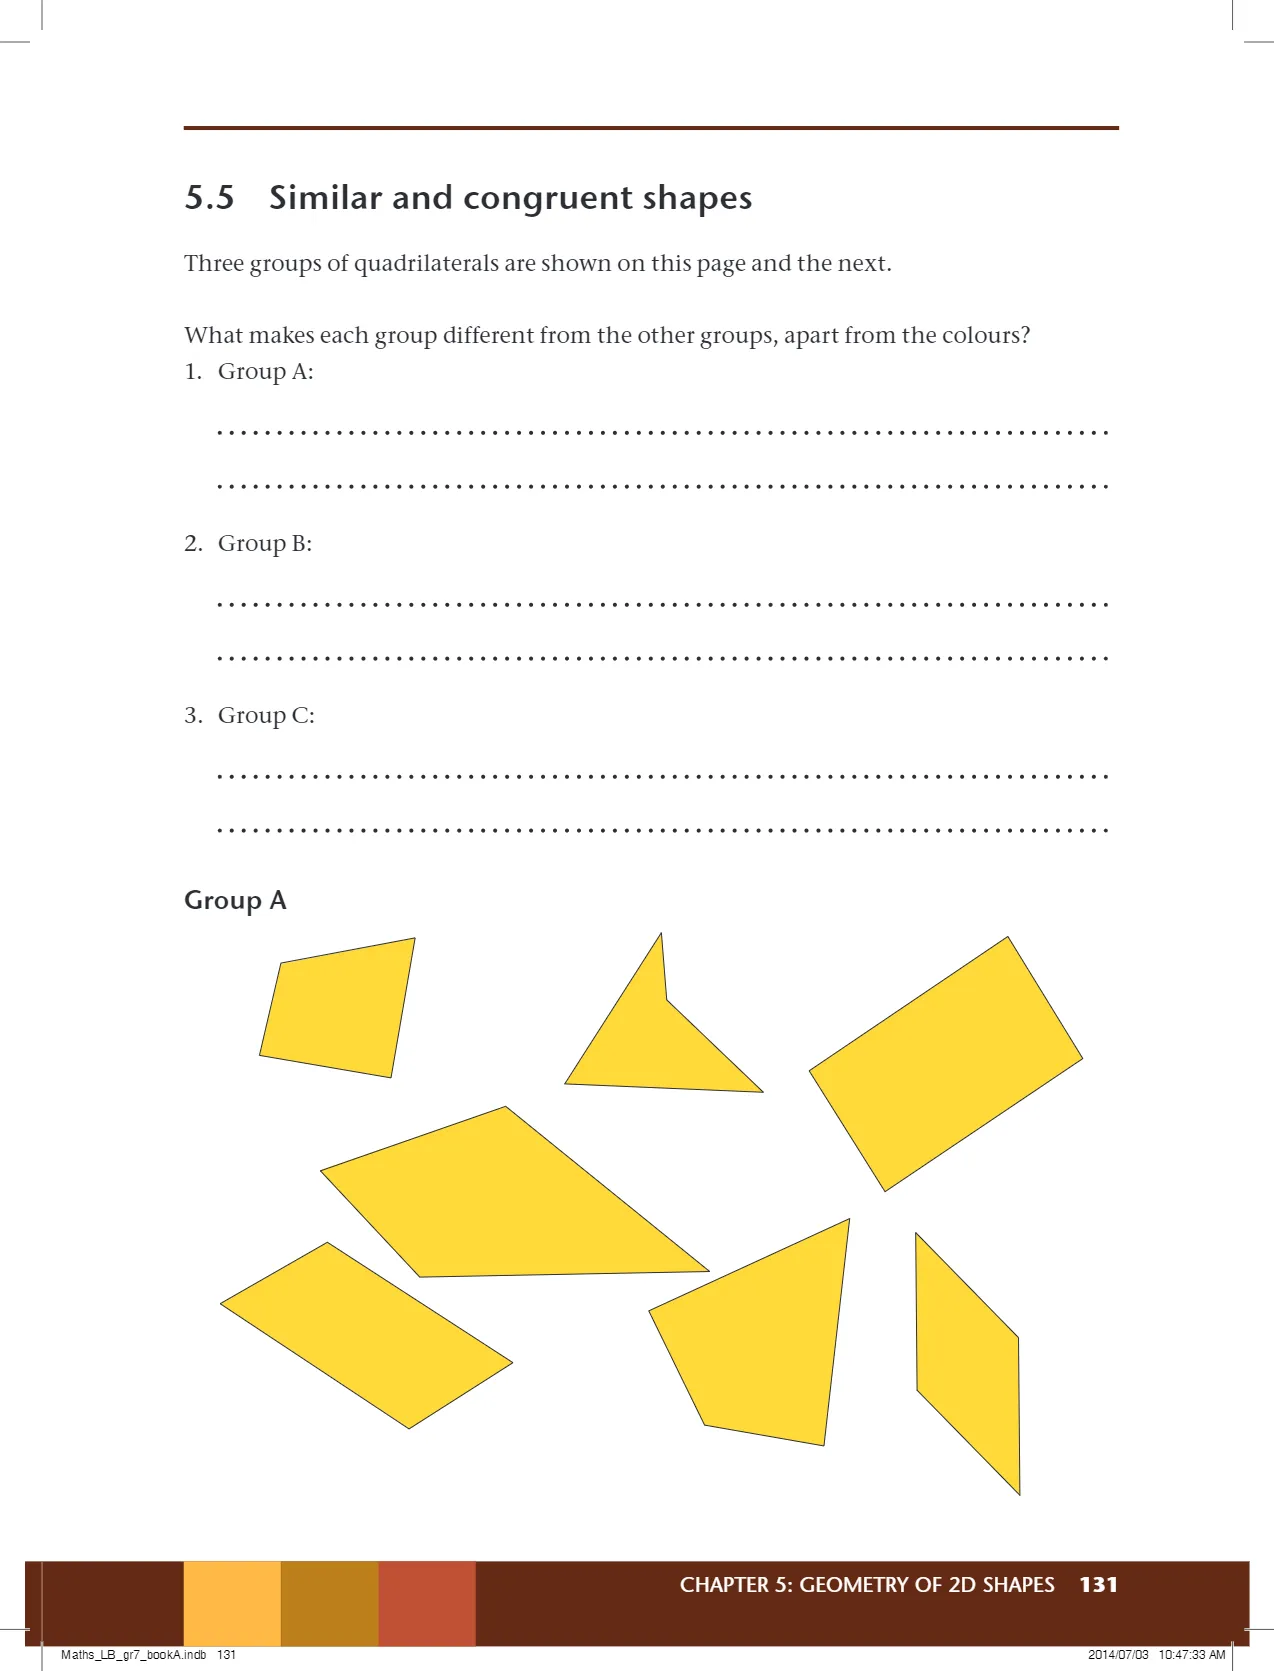 5.5 Similar and congruent shapes
Three groups of quadrilaterals are shown on this page and the next.
What makes each group different from the other groups, apart from the colours?
1. Group A:
2. Group B:
3. Group C:
Group A
CHAPTER 5: GEOMETRY OF 2D SHAPES 131
Maths_LB_gr7_bookA.indb 131
2014/07/03 10:47:33 AM